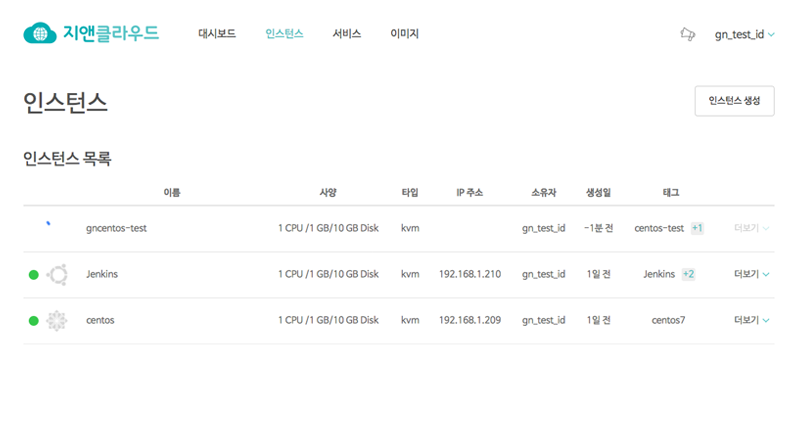 지앤클라우드 대시보드 인스턴스 서비스 이미지 gn_test_id
인스턴스 인스턴스 생성
인스턴스 목록
이름 사양 타입 IP 주소 소유자 생성일 태그
gncentos-test 1 CPU /1 GB/10 GB Disk kvm gn_test_id -1분 전 centos-test +1 더보기
Jenkins 1 CPU /1 GB/10 GB Disk kvm 192.168.1.210 gn_test_id 1일 전 Jenkins +2 더보기
centos 1 CPU /1 GB/10 GB Disk kvm 192.168.1.209 gn_test_id 1일 전 centos7 더보기